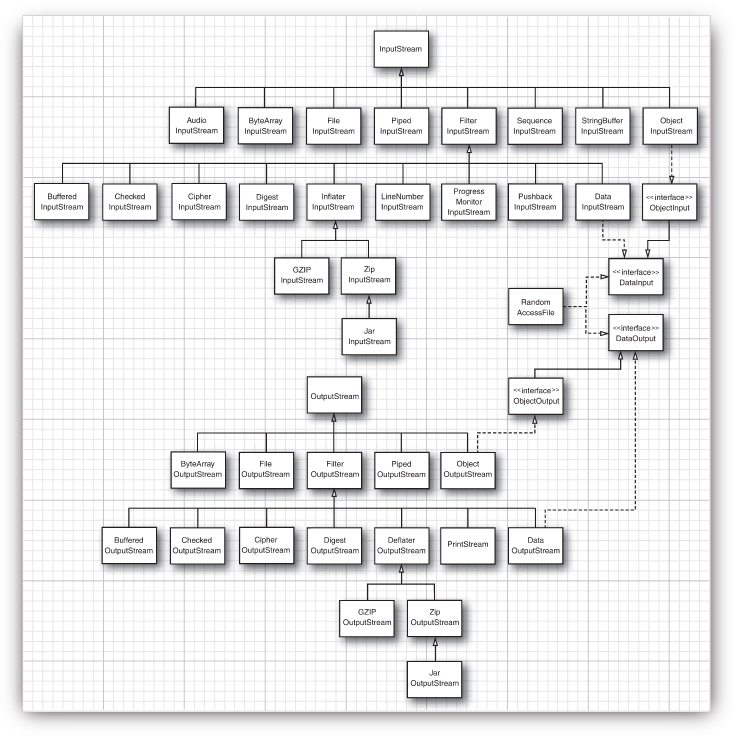 InputStream
Audio
InputStream
ByteArray
InputStream
File
InputStream
Piped
InputStream
Filter
InputStream
Sequence
InputStream
StringBuffer
InputStream
Object
InputStream
Buffered
InputStream
Checked
InputStream
Cipher
InputStream
Digest
InputStream
Inflater
InputStream
LineNumber
InputStream
Progress
Monitor
InputStream
Pushback
InputStream
Data
InputStream
<<interface>>
ObjectInput
GZIP
InputStream
Zip
InputStream
<<interface>>
DataInput
Random
AccessFile
Jar
InputStream
<<interface>>
DataOutput
OutputStream
<<interface>>
ObjectOutput
ByteArray
OutputStream
File
OutputStream
Filter
OutputStream
Piped
OutputStream
Object
OutputStream
Buffered
OutputStream
Checked
OutputStream
Cipher
OutputStream
Digest
OutputStream
Deflater
OutputStream
PrintStream
Data
OutputStream
GZIP
OutputStream
Zip
OutputStream
Jar
OutputStream